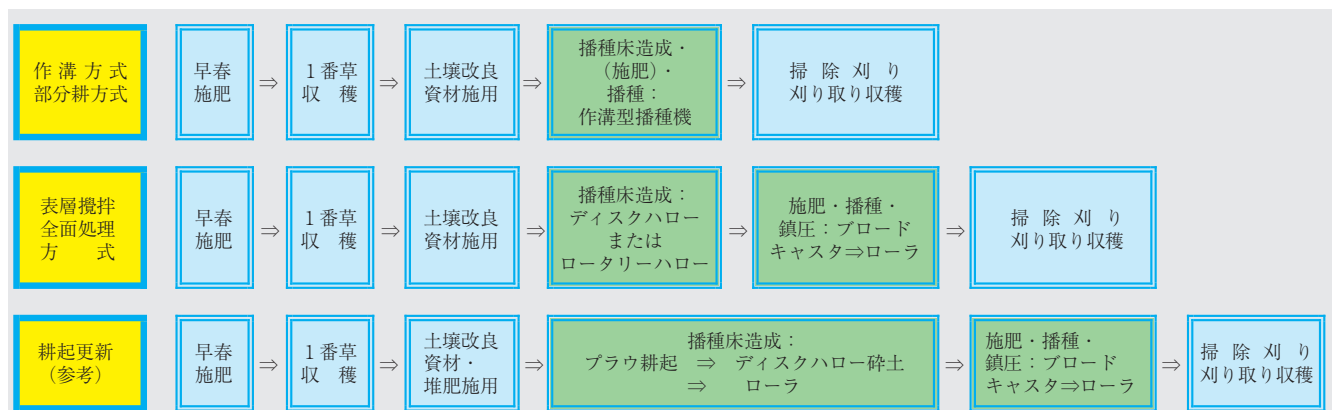 作溝方式
部分耕方式
早春
施肥
⇒
１番草
収穫
⇒
土壌改良
資材施用
⇒
播種床造成・
(施肥)・
播種：
作溝型播種機
⇒
掃除刈り
刈り取り収穫
表層攪拌
全面処理
方式
早春
施肥
⇒
１番草
収穫
⇒
土壌改良
資材施用
⇒
播種床造成：
ディスクハロー
または
ロータリーハロー
⇒
施肥・播種・
鎮圧：ブロード
キャスタ⇒ローラ
⇒
掃除刈り
刈り取り収穫
耕起更新
（参考）
早春
施肥
⇒
１番草
収穫
⇒
土壌改良
資材・
堆肥施用
⇒
播種床造成：
プラウ耕起 ⇒ ディスクハロー砕土
⇒ ローラ
⇒
施肥・播種・
鎮圧：ブロード
キャスタ⇒ローラ
⇒
掃除刈り
刈り取り収穫